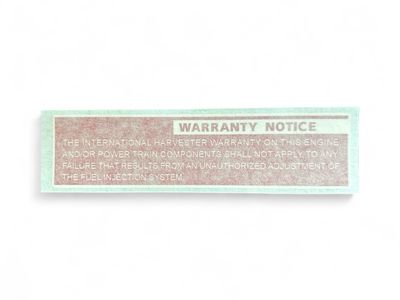 WARRANTY NOTICE
THE INTERNATIONAL HARVESTER WARRANTY ON THIS ENGINE
AND/OR POWER TRAIN COMPONENTS SHALL NOT APPLY TO ANY
FAILURE THAT RESULTS FROM AN UNAUTHORIZED ADJUSTMENT OF
THE FUEL INJECTION SYSTEM.